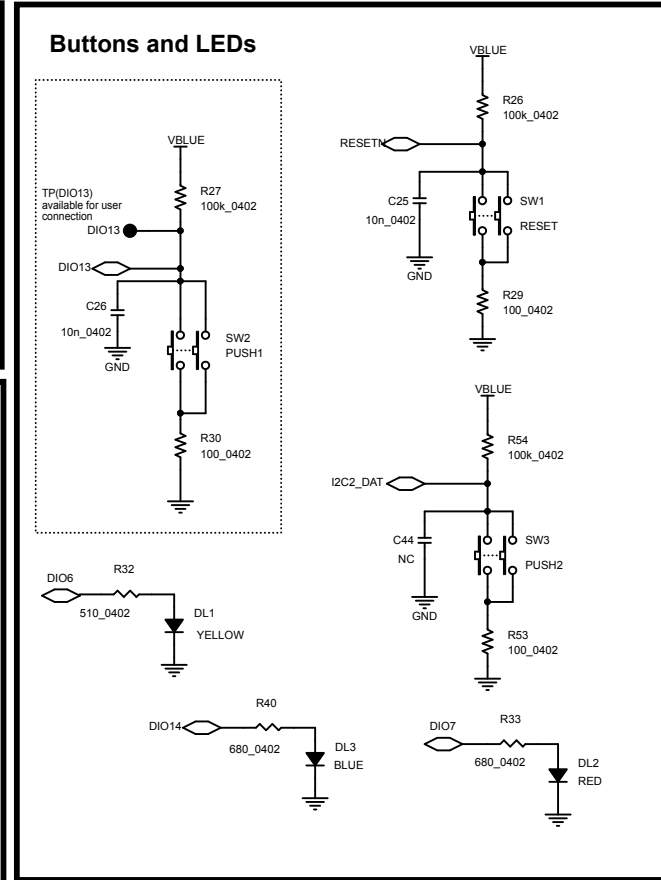 Buttons and LEDs
VBLUE
R27
100k_0402
TP(DIO13)
available for user
connection
DIO13
DIO13
C26
10n_0402
GND
SW2
PUSH1
R30
100_0402
VBLUE
R26
100k_0402
RESETN
C25
10n_0402
GND
SW1
RESET
R29
100_0402
VBLUE
R54
100k_0402
I2C2_DAT
C44
NC
GND
SW3
PUSH2
R53
100_0402
DIO6
R32
510_0402
DL1
YELLOW
DIO14
R40
680_0402
DL3
BLUE
DIO7
R33
680_0402
DL2
RED